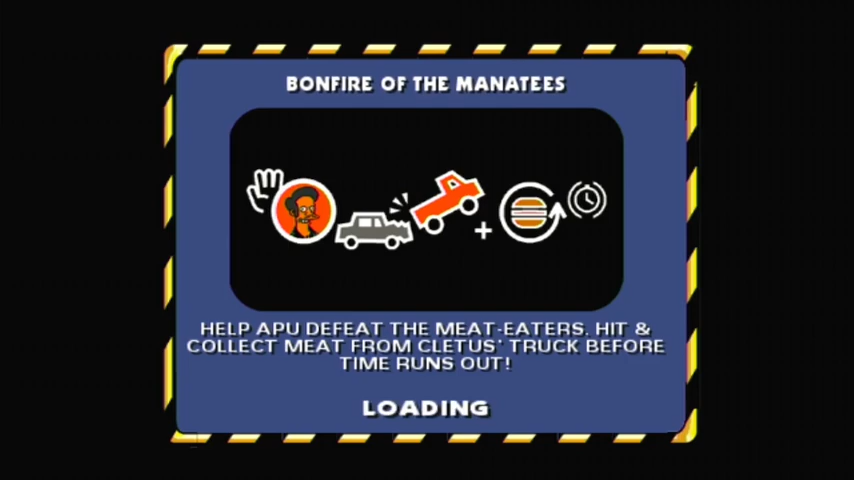 BONFIRE OF THE MANATEES
+
HELP APU DEFEAT THE MEAT-EATERS. HIT &
COLLECT MEAT FROM CLETUS' TRUCK BEFORE
TIME RUNS OUT!
LOADING